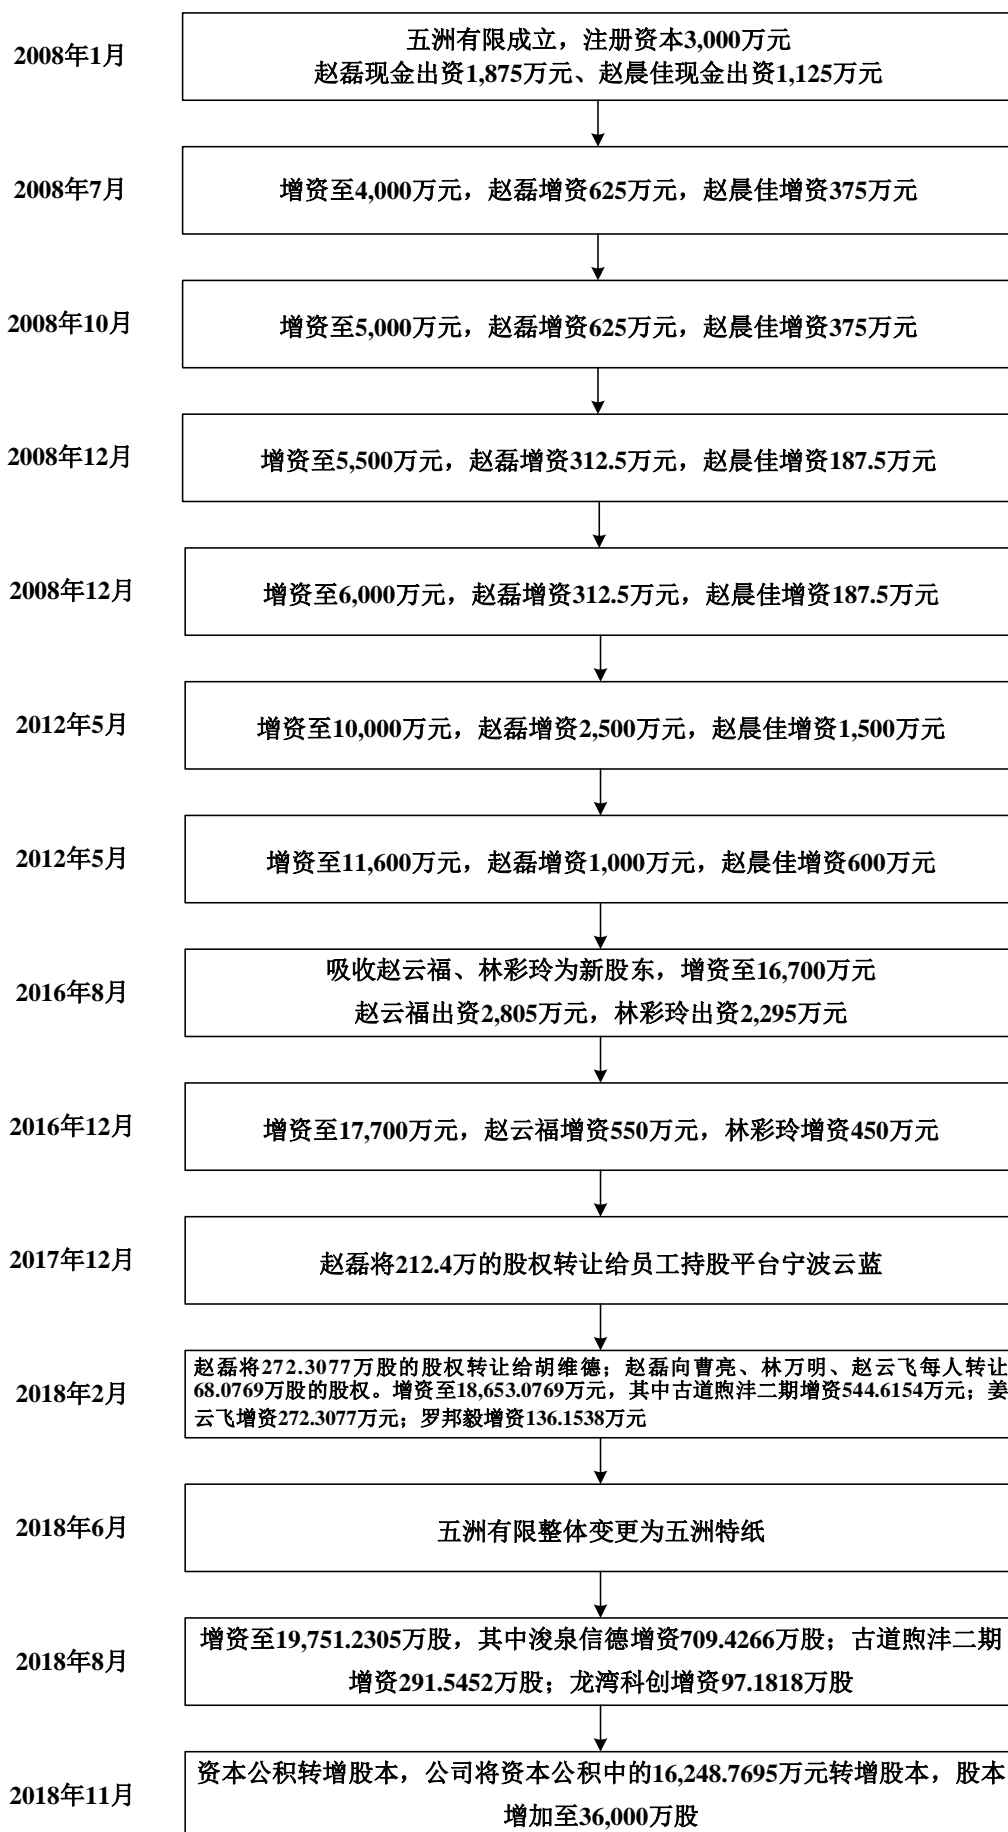 2008年1月
五洲有限成立，注册资本3,000万元
赵磊现金出资1,875万元、赵晨佳现金出资1,125万元
2008年7月
增资至4,000万元，赵磊增资625万元，赵晨佳增资375万元
2008年10月
增资至5,000万元，赵磊增资625万元，赵晨佳增资375万元
2008年12月
增资至5,500万元，赵磊增资312.5万元，赵晨佳增资187.5万元
2008年12月
增资至6,000万元，赵磊增资312.5万元，赵晨佳增资187.5万元
2012年5月
增资至10,000万元，赵磊增资2,500万元，赵晨佳增资1,500万元
2012年5月
增资至11,600万元，赵磊增资1,000万元，赵晨佳增资600万元
2016年8月
吸收赵云福、林彩玲为新股东，增资至16,700万元
赵云福出资2,805万元，林彩玲出资2,295万元
2016年12月
增资至17,700万元，赵云福增资550万元，林彩玲增资450万元
2017年12月
赵磊将212.4万的股权转让给员工持股平台宁波云蓝
2018年2月
赵磊将272.3077万股的股权转让给胡维德；赵磊向曹亮、林万明、赵云飞每人转让
68.0769万股的股权。增资至18,653.0769万元，其中古道煦沣二期增资544.6154万元；姜
云飞增资272.3077万元；罗邦毅增资136.1538万元
2018年6月
五洲有限整体变更为五洲特纸
2018年8月
增资至19,751.2305万股，其中浚泉信德增资709.4266万股；古道煦沣二期
增资291.5452万股；龙湾科创增资97.1818万股
2018年11月
资本公积转增股本，公司将资本公积中的16,248.7695万元转增股本，股本
增加至36,000万股